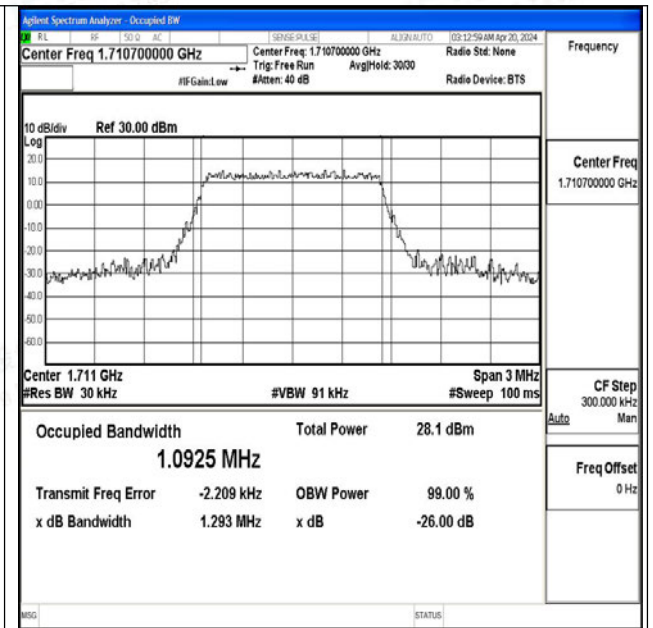 Agilent Spectrum Analyzer - Occupied BW
RL RF 50 Ω AC SENSE:PULSE ALIGN AUTO 03:12:59 AM Apr 20, 2024
Center Freq 1.710700000 GHz
Center Freq: 1.710700000 GHz
Radio Std: None
Trig: Free Run Avg|Hold: 30/30
#IFGain:Low
#Atten: 40 dB
Radio Device: BTS
Frequency
10 dB/div Ref 30.00 dBm
Log
20.0
10.0
0.00
-10.0
-20.0
-30.0
-40.0
-50.0
-60.0
Center 1.711 GHz
Span 3 MHz
#Res BW 30 kHz
#VBW 91 kHz
#Sweep 100 ms
Occupied Bandwidth
1.0925 MHz
Total Power 28.1 dBm
Transmit Freq Error -2.209 kHz
OBW Power 99.00 %
x dB Bandwidth 1.293 MHz
x dB -26.00 dB
Center Freq
1.710700000 GHz
CF Step
300.000 kHz
Auto Man
Freq Offset
0 Hz
MSG
STATUS